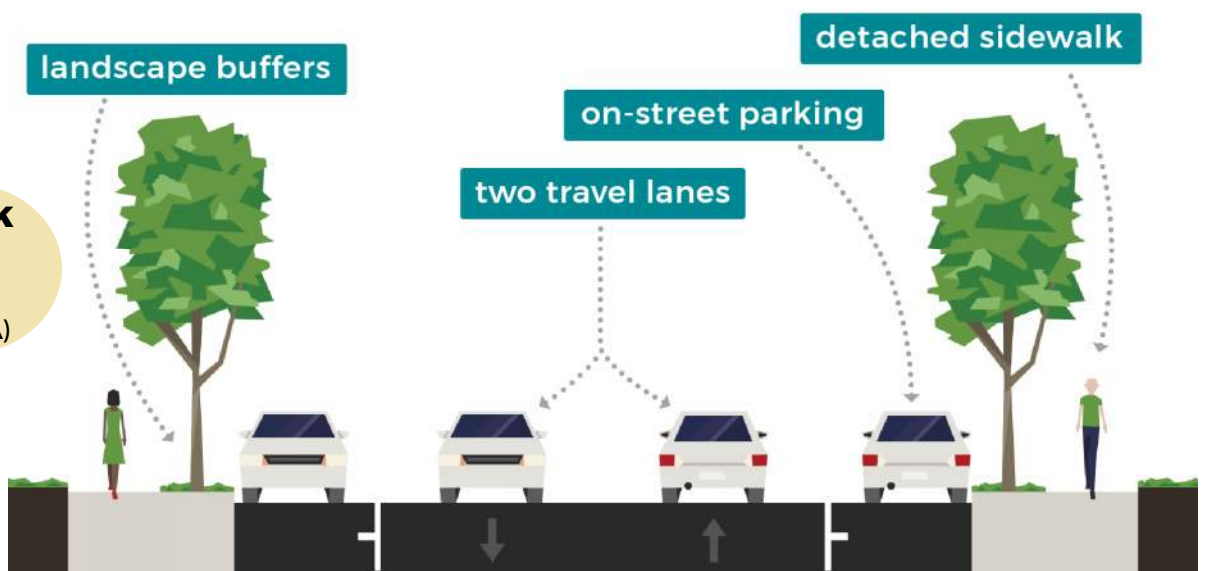 detached sidewalk
landscape buffers
on-street parking
two travel lanes